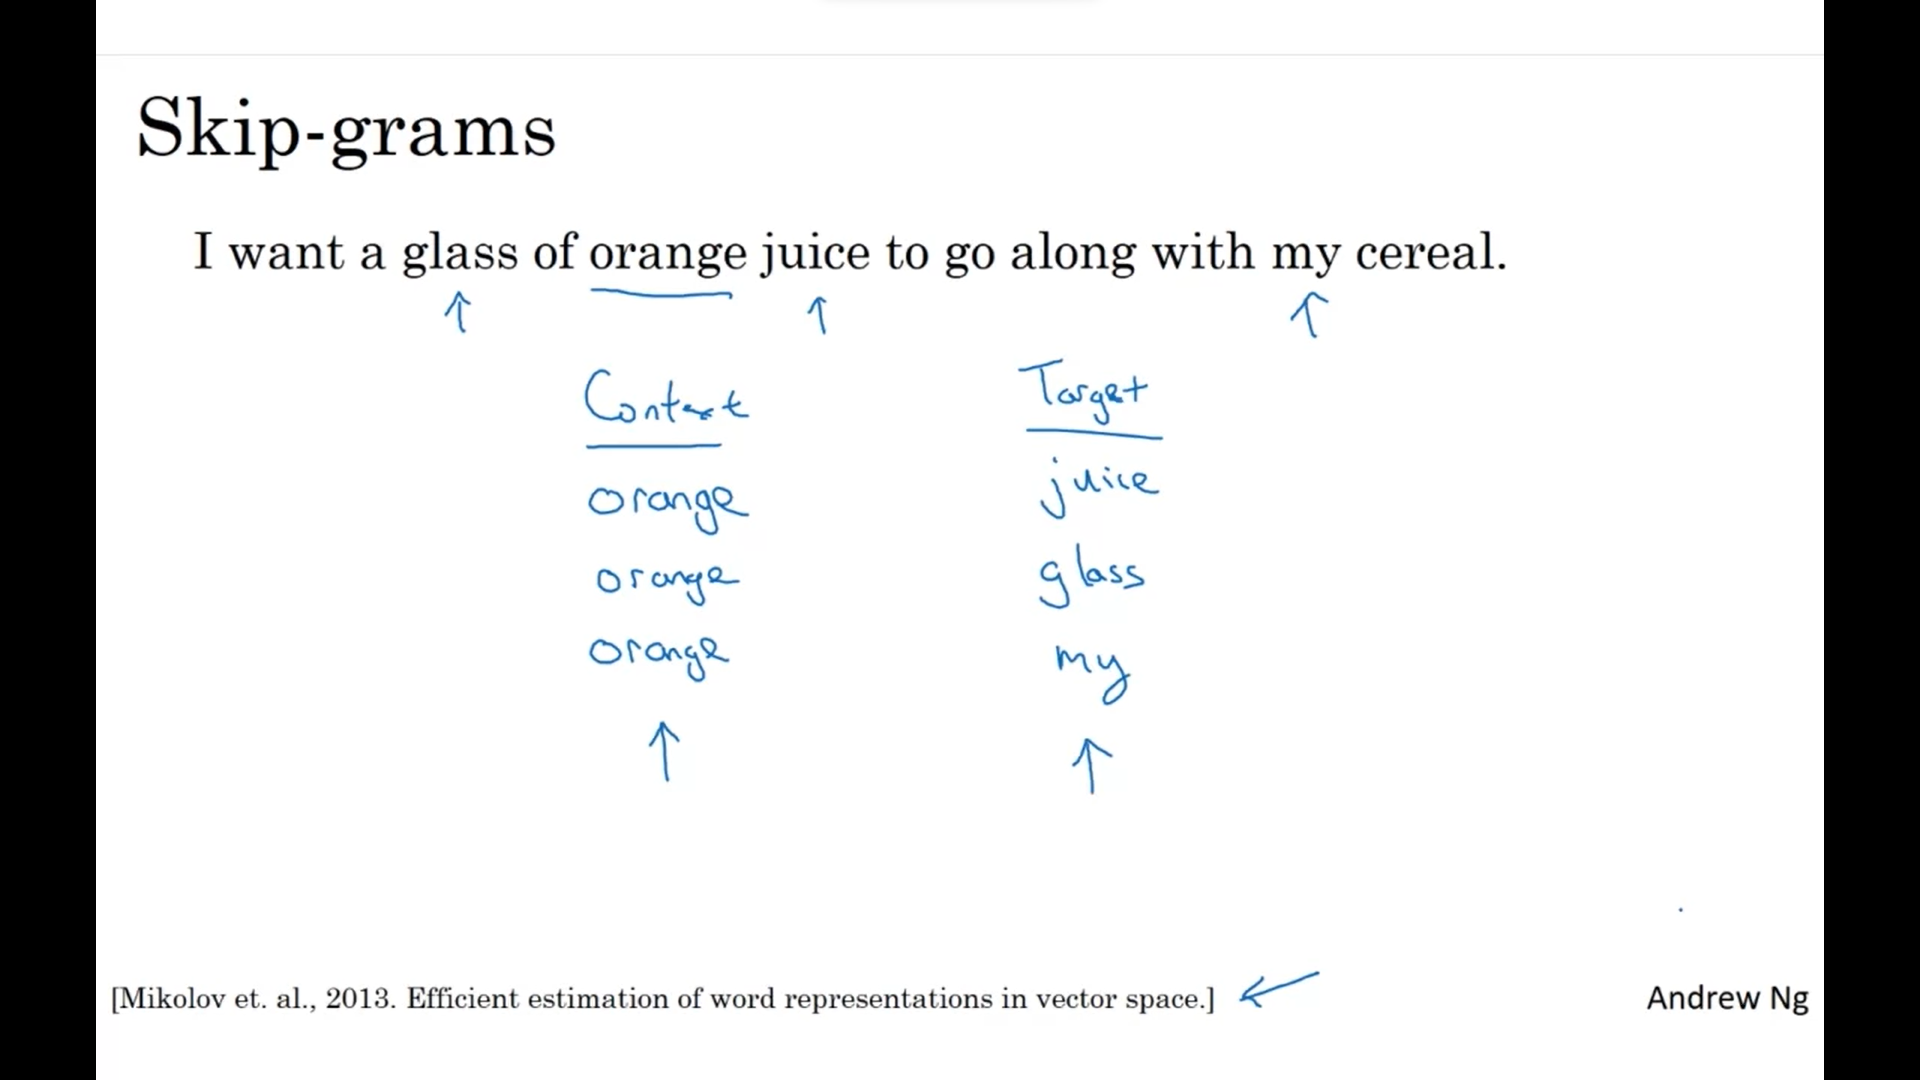 Skip-grams
I want a glass of orange juice to go along with my cereal.
Context Target
orange juice
orange glass
orange my
[Mikolov et. al., 2013. Efficient estimation of word representations in vector space.]
Andrew Ng